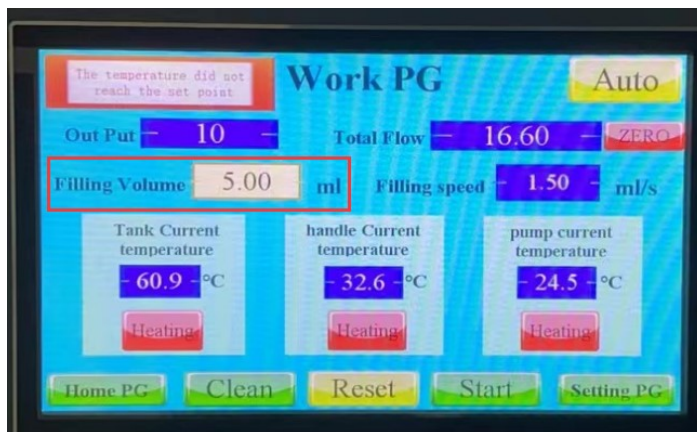 The temperature did not
reach the set point
Work PG
Auto
Out Put 10
Total Flow 16.60 ZERO
Filling Volume 5.00 ml
Filling speed 1.50 ml/s
Tank Current
temperature
60.9 °C
Heating
handle Current
temperature
32.6 °C
Heating
pump current
temperature
24.5 °C
Heating
Home PG
Clean
Reset
Start
Setting PG